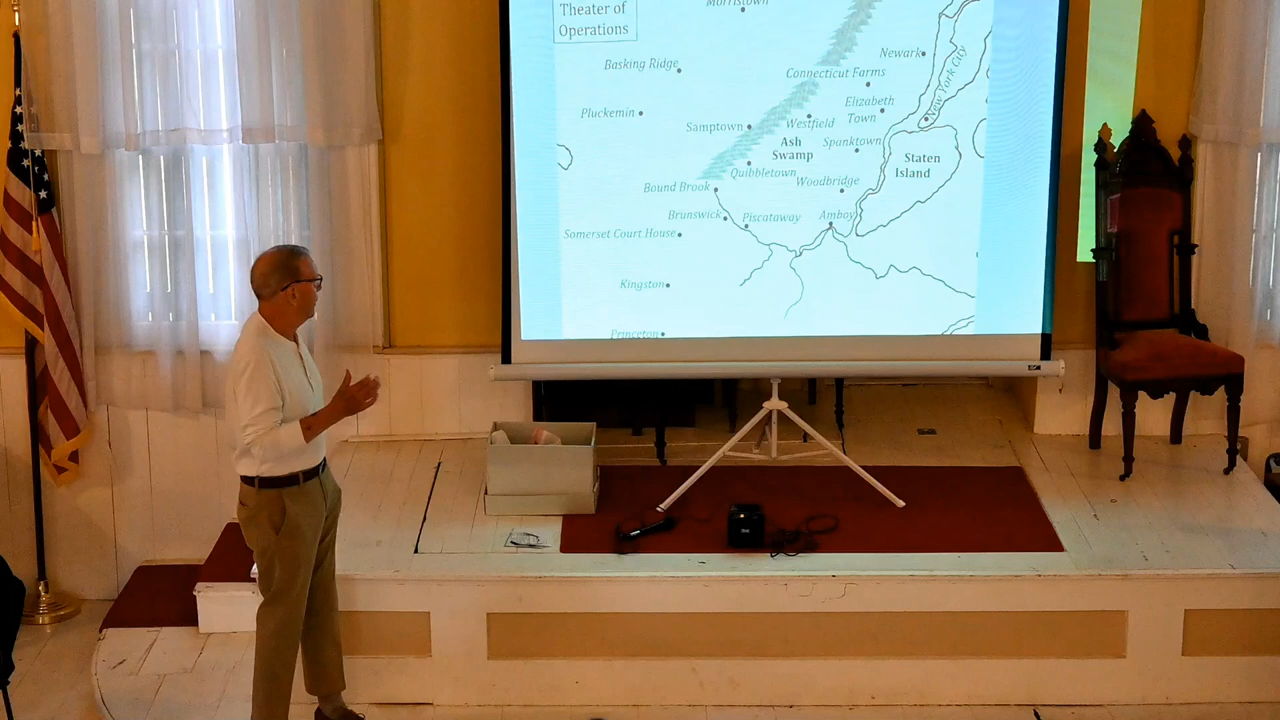 Theater of
Operations
Morristown
Newark
Basking Ridge
Connecticut Farms
New York City
Elizabeth
Town
Pluckemin
Samptown
Westfield
Ash
Swamp
Spanktown
Staten
Island
Quibbletown
Woodbridge
Bound Brook
Brunswick
Piscataway
Amboy
Somerset Court House
Kingston
Princeton